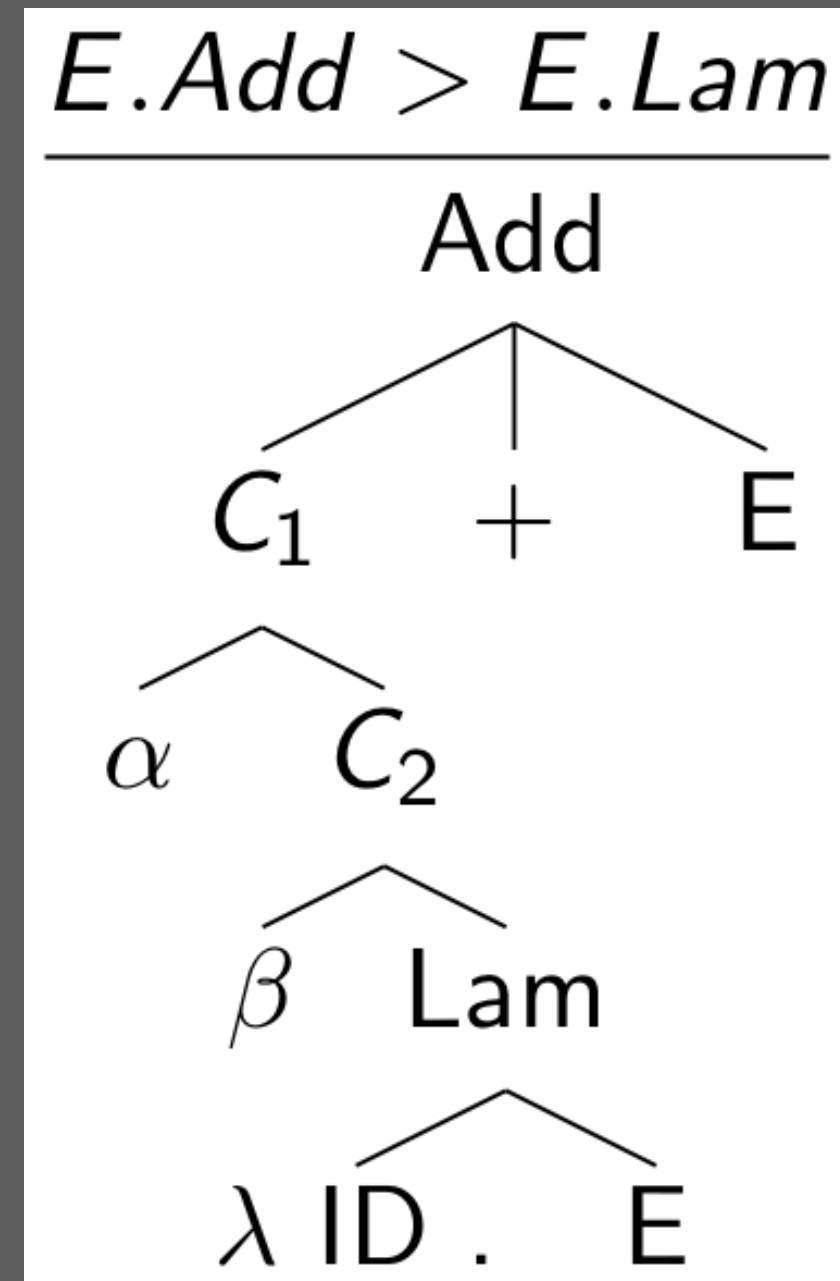 E.Add > E.Lam
Add
C₁ + E
α C₂
β Lam
λ ID . E